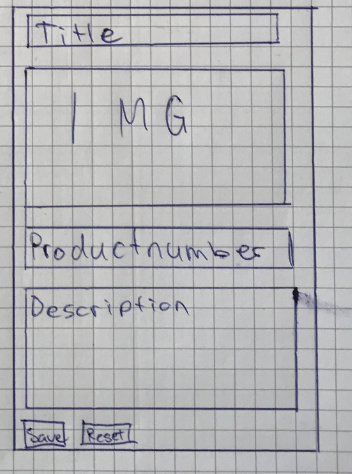 Title
IMG
Productnumber
Description
Save Reset